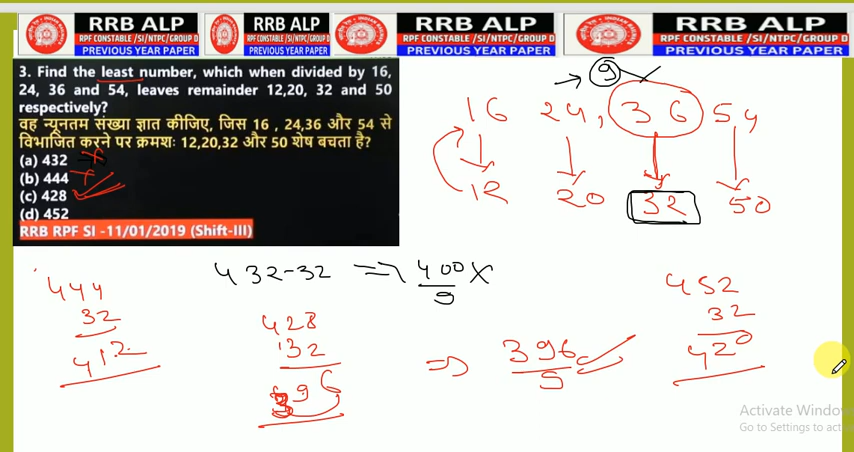 RRB ALP RRB ALP RRB ALP RRB ALP
RPF CONSTABLE /SI/NTPC/GROUP D RPF CONSTABLE /SI/NTPC/GROUP D RPF CONSTABLE /SI/NTPC/GROUP D RPF CONSTABLE /SI/NTPC/GROUP D
PREVIOUS YEAR PAPER PREVIOUS YEAR PAPER PREVIOUS YEAR PAPER PREVIOUS YEAR PAPER
3. Find the least number, which when divided by 16,
24, 36 and 54, leaves remainder 12,20, 32 and 50
respectively?
वह न्यूनतम संख्या ज्ञात कीजिए, जिस 16 , 24,36 और 54 से
विभाजित करने पर क्रमशः 12,20,32 और 50 शेष बचता है?
(a) 432
(b) 444
(c) 428
(d) 452
RRB RPF SI -11/01/2019 (Shift-III)
→ 9
16 24, 36 54
12 20 32 50
444
32
412
432-32 ⇒ 400/9 ×
428
32
396
⇒ 396/9 ✓
452
32
420
Activate Window
Go to Settings to act